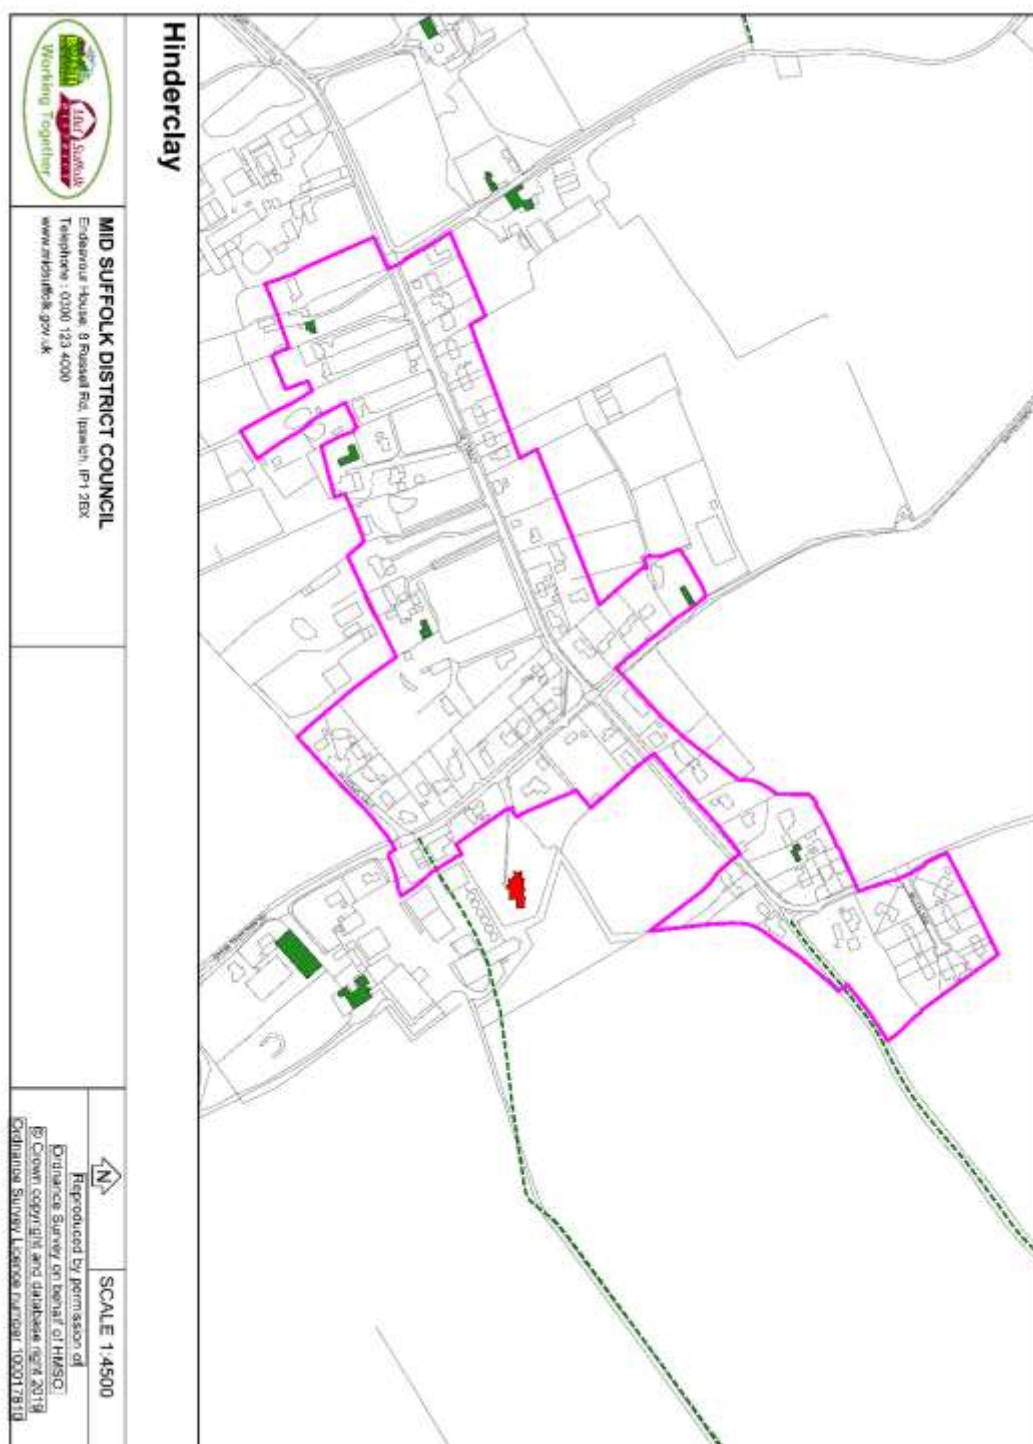 Hinderclay
Babergh
Mid Suffolk
DISTRICT
Working Together
MID SUFFOLK DISTRICT COUNCIL
Endeavour House, 8 Russell Rd, Ipswich, IP1 2BX
Telephone : 0300 123 4000
www.midsuffolk.gov.uk
N
SCALE 1:4500
Reproduced by permission of
Ordnance Survey on behalf of HMSO.
© Crown copyright and database right 2019
Ordnance Survey Licence number 100017810